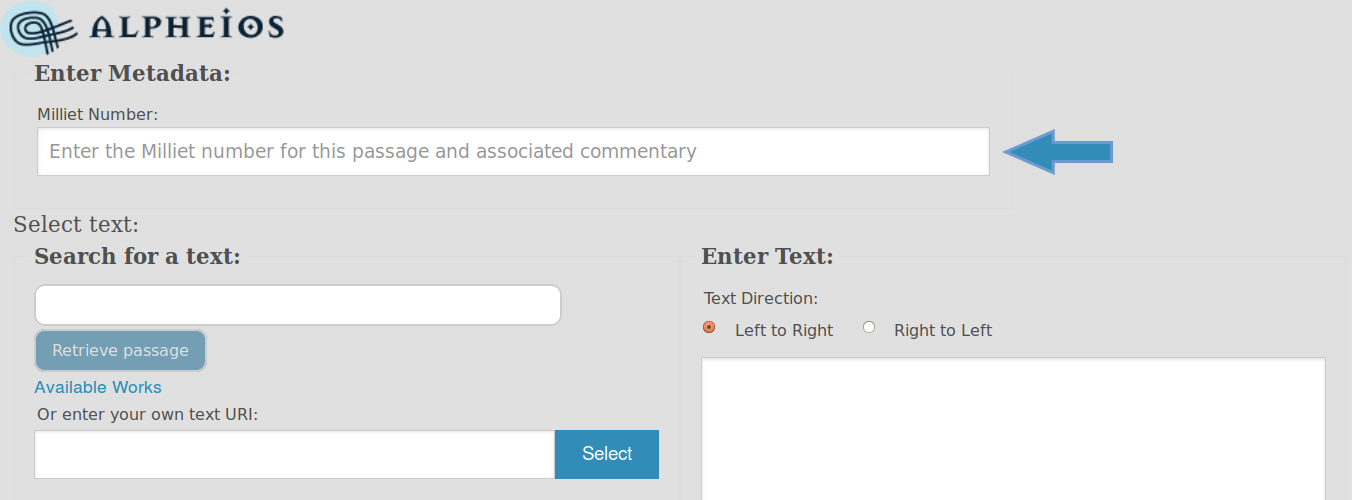 ALPHEIOS
Enter Metadata:
Milliet Number:
Enter the Milliet number for this passage and associated commentary
Select text:
Search for a text:
Retrieve passage
Available Works
Or enter your own text URI:
Select
Enter Text:
Text Direction:
Left to Right Right to Left